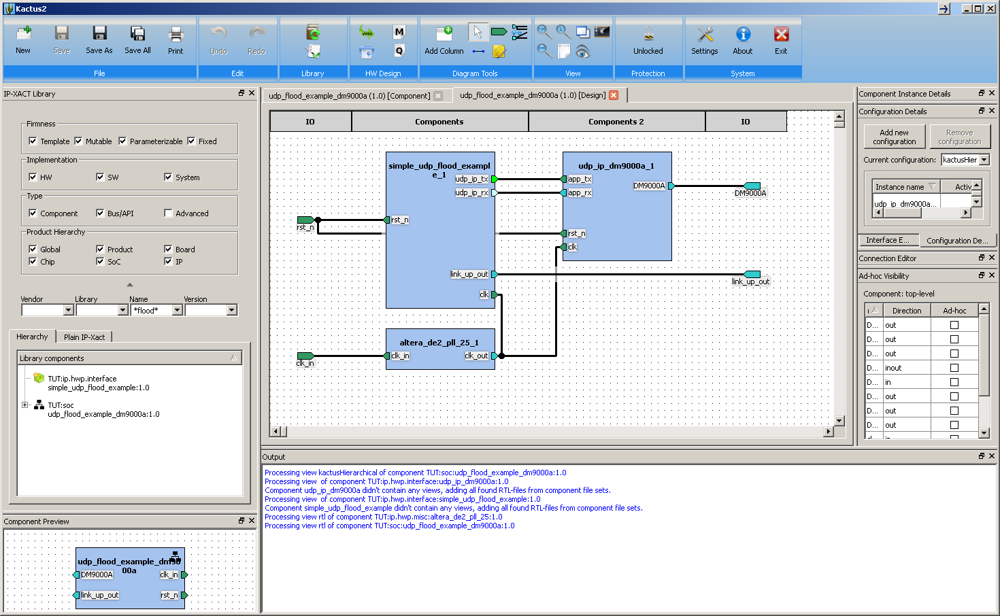 Kactus2
New
Save
Save As
Save All
Print
Undo
Redo
VHDL
M
Q
Add Column
1
Unlocked
Settings
About
Exit
File
Edit
Library
HW Design
Diagram Tools
View
Protection
System
IP-XACT Library
Firmness
Template
Mutable
Parameterizable
Fixed
Implementation
HW
SW
System
Type
Component
Bus/API
Advanced
Product Hierarchy
Global
Product
Board
Chip
SoC
IP
Vendor
Library
Name
Version
*flood*
Hierarchy
Plain IP-Xact
Library components
TUT:ip.hwp.interface
simple_udp_flood_example:1.0
TUT:soc
udp_flood_example_dm9000a:1.0
Component Preview
udp_flood_example_dm90
00a
DM9000A
clk_in
link_up_out
rst_n
udp_flood_example_dm9000a (1.0) [Component]
udp_flood_example_dm9000a (1.0) [Design]
IO
Components
Components 2
IO
simple_udp_flood_exampl
e_1
udp_ip_tx
udp_ip_rx
rst_n
link_up_out
clk
udp_ip_dm9000a_1
app_tx
app_rx
DM9000A
rst_n
clk
DM9000A
link_up_out
rst_n
altera_de2_pll_25_1
clk_in
clk_out
clk_in
Output
Processing view kactusHierarchical of component TUT:soc:udp_flood_example_dm9000a:1.0
Processing view  of component TUT:ip.hwp.interface:udp_ip_dm9000a:1.0
Component udp_ip_dm9000a didn't contain any views, adding all found RTL-files from component file sets.
Processing view  of component TUT:ip.hwp.interface:simple_udp_flood_example:1.0
Component simple_udp_flood_example didn't contain any views, adding all found RTL-files from component file sets.
Processing view rtl of component TUT:ip.hwp.misc:altera_de2_pll_25:1.0
Processing view rtl of component TUT:soc:udp_flood_example_dm9000a:1.0
Component Instance Details
Configuration Details
Add new
configuration
Remove
configuration
Current configuration:
kactusHier
Instance name
Activ
udp_ip_dm9000a...
Interface E...
Configuration De...
Connection Editor
Ad-hoc Visibility
Component: top-level
Direction
Ad-hoc
D... out
D... out
D... out
D... inout
D... in
D... out
D... out
D... out